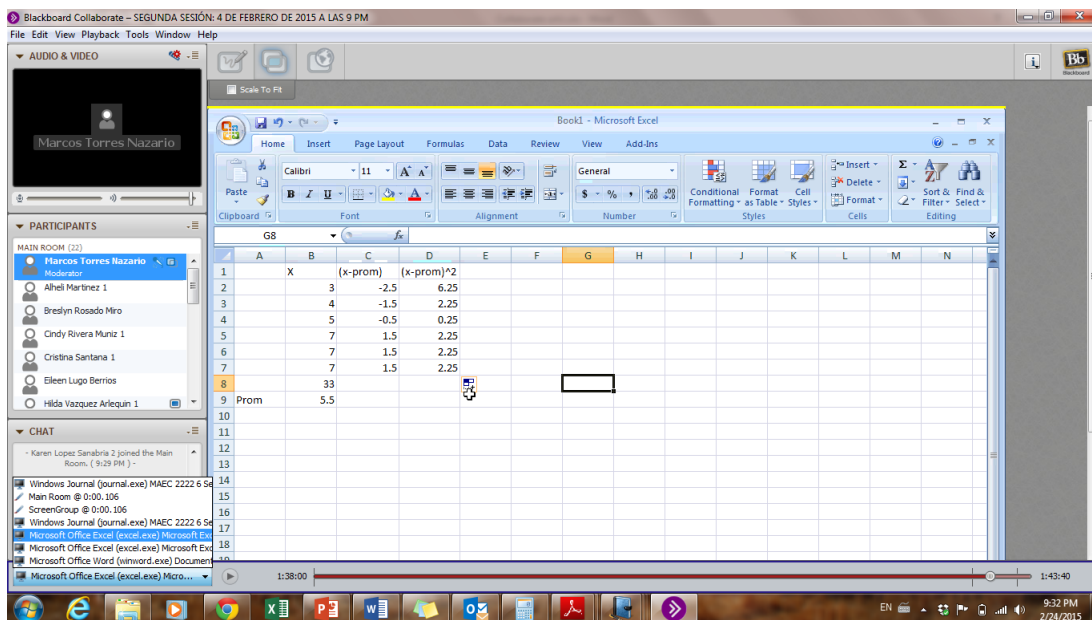 Blackboard Collaborate – SEGUNDA SESIÓN: 4 DE FEBRERO DE 2015 A LAS 9 PM
File Edit View Playback Tools Window Help
AUDIO & VIDEO
Marcos Torres Nazario
PARTICIPANTS
MAIN ROOM (22)
Marcos Torres Nazario
Moderator
Alheli Martinez 1
Breslyn Rosado Miro
Cindy Rivera Muniz 1
Cristina Santana 1
Eileen Lugo Berrios
Hilda Vazquez Arlequin 1
CHAT
- Karen Lopez Sanabria 2 joined the Main
Room. ( 9:29 PM ) -
Windows Journal (journal.exe) MAEC 2222 6 Se
Main Room @ 0:00.106
ScreenGroup @ 0:00.106
Windows Journal (journal.exe) MAEC 2222 6 Se
Microsoft Office Excel (excel.exe) Microsoft Exc
Microsoft Office Excel (excel.exe) Microsoft Exc
Microsoft Office Word (winword.exe) Document
Microsoft Office Excel (excel.exe) Micro...
Scale To Fit
Bb
Blackboard
Book1 - Microsoft Excel
Home Insert Page Layout Formulas Data Review View Add-Ins
Paste
Clipboard
Calibri 11 A A
B I U A
Font
Alignment
General
$ % , .0 .00 .00 .0
Number
Conditional Formatting
Format as Table
Cell Styles
Styles
Insert
Delete
Format
Cells
Σ
Sort & Filter
Find & Select
Editing
G8 fx
A B C D E F G H I J K L M N
1 X (x-prom) (x-prom)^2
2 3 -2.5 6.25
3 4 -1.5 2.25
4 5 -0.5 0.25
5 7 1.5 2.25
6 7 1.5 2.25
7 7 1.5 2.25
8 33
9 Prom 5.5
10
11
12
13
14
15
16
17
18
1:38:00
1:43:40
EN
9:32 PM
2/24/2015